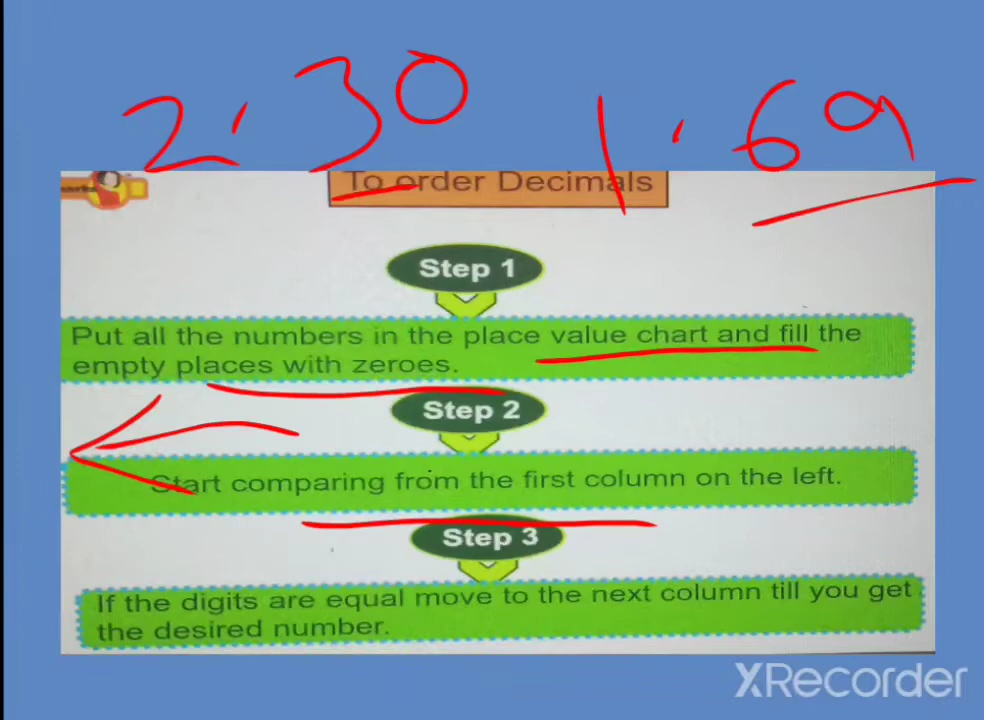 2.30 1.69
To order Decimals
Step 1
Put all the numbers in the place value chart and fill the
empty places with zeroes.
Step 2
Start comparing from the first column on the left.
Step 3
If the digits are equal move to the next column till you get
the desired number.
XRecorder